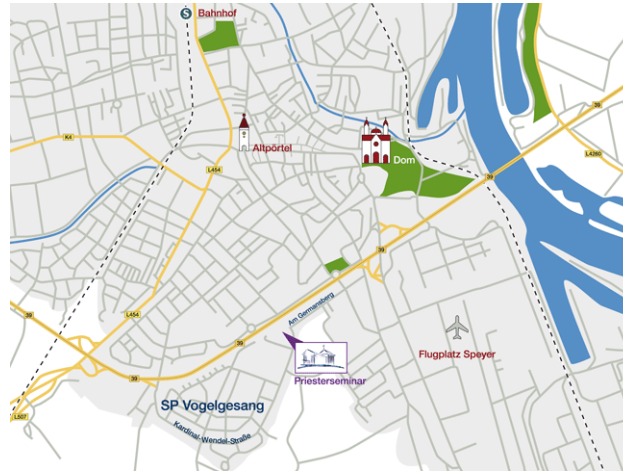 S
Bahnhof
39
K4
Altpörtel
L454
Dom
L4260
39
39
L454
39
Am Germansberg
Flugplatz Speyer
39
Priesterseminar
SP Vogelgesang
L507
Kardinal-Wendel-Straße